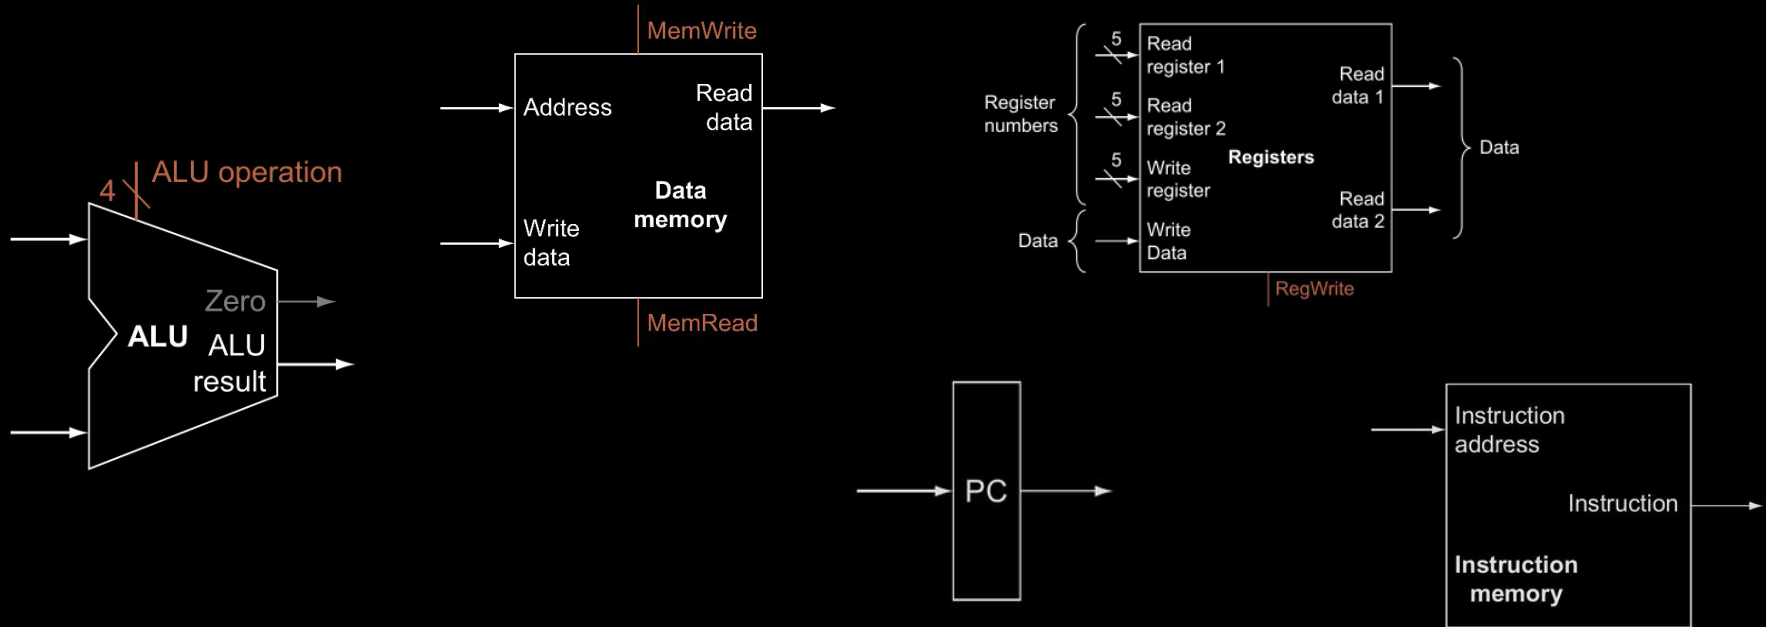 4
ALU operation
Zero
ALU
ALU
result
MemWrite
Address
Read
data
Data
memory
Write
data
MemRead
Register
numbers
Data
5
Read
register 1
5
Read
register 2
5
Write
register
Write
Data
Registers
Read
data 1
Read
data 2
Data
RegWrite
PC
Instruction
address
Instruction
Instruction
memory